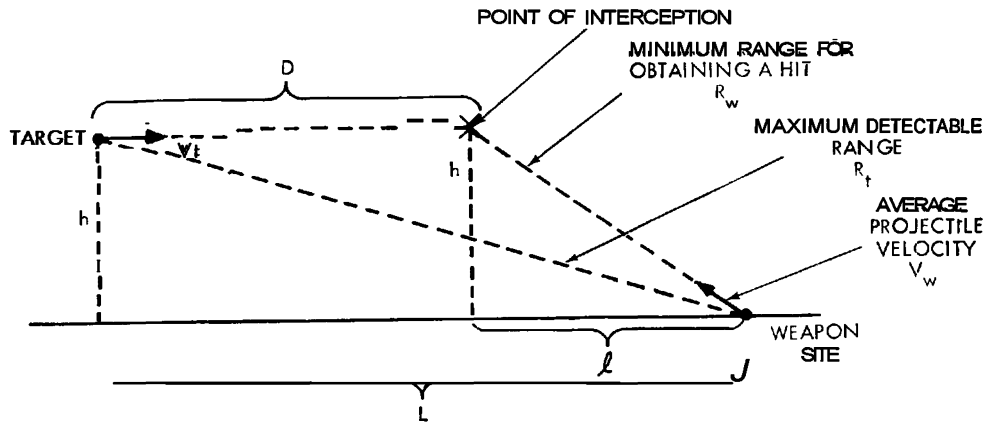 POINT OF INTERCEPTION
MINIMUM RANGE FOR
OBTAINING A HIT
R_w
D
TARGET
V_t
MAXIMUM DETECTABLE
RANGE
R_t
h
h
AVERAGE
PROJECTILE
VELOCITY
V_w
WEAPON
SITE
ℓ
J
L